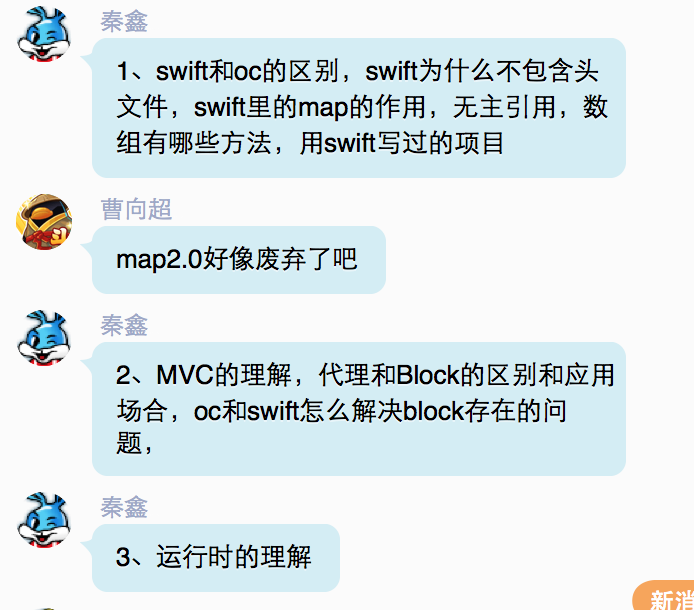 秦鑫
1、swift和oc的区别，swift为什么不包含头
文件，swift里的map的作用，无主引用，数
组有哪些方法，用swift写过的项目
曹向超
map2.0好像废弃了吧
秦鑫
2、MVC的理解，代理和Block的区别和应用
场合，oc和swift怎么解决block存在的问
题，
秦鑫
3、运行时的理解
新消